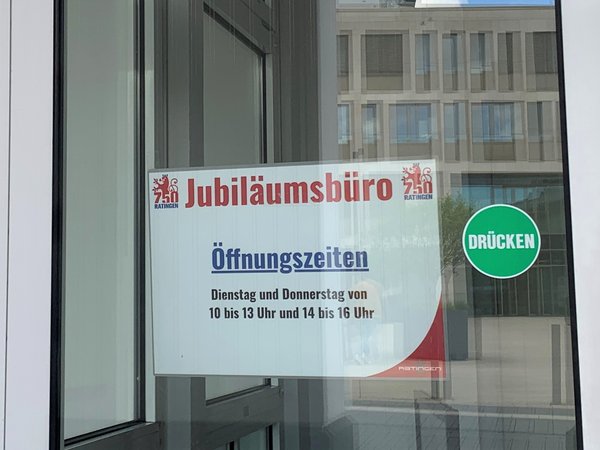 750
RATINGEN
Jubiläumsbüro
750
RATINGEN
Öffnungszeiten
Dienstag und Donnerstag von
10 bis 13 Uhr und 14 bis 16 Uhr
RATINGEN
DRÜCKEN